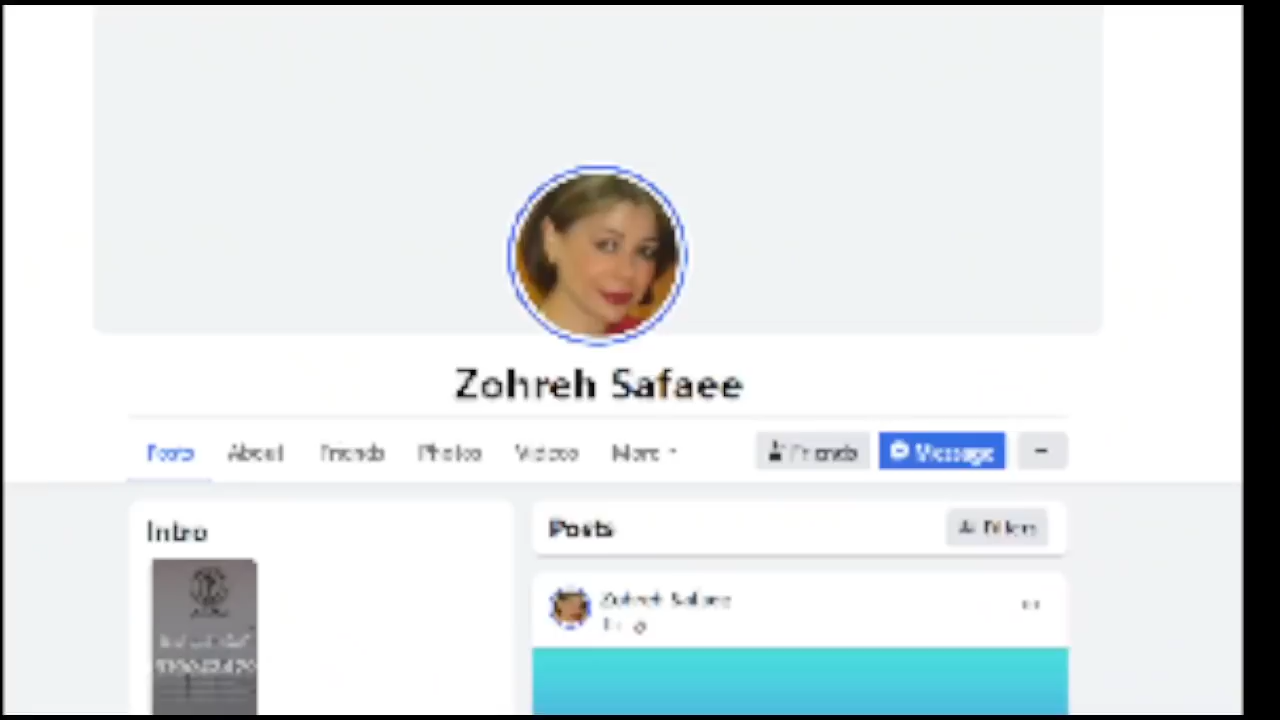 Zohreh Safaee
Posts About Friends Photos Videos More Friends Message
Intro
Posts Filters
Zohreh Safaee